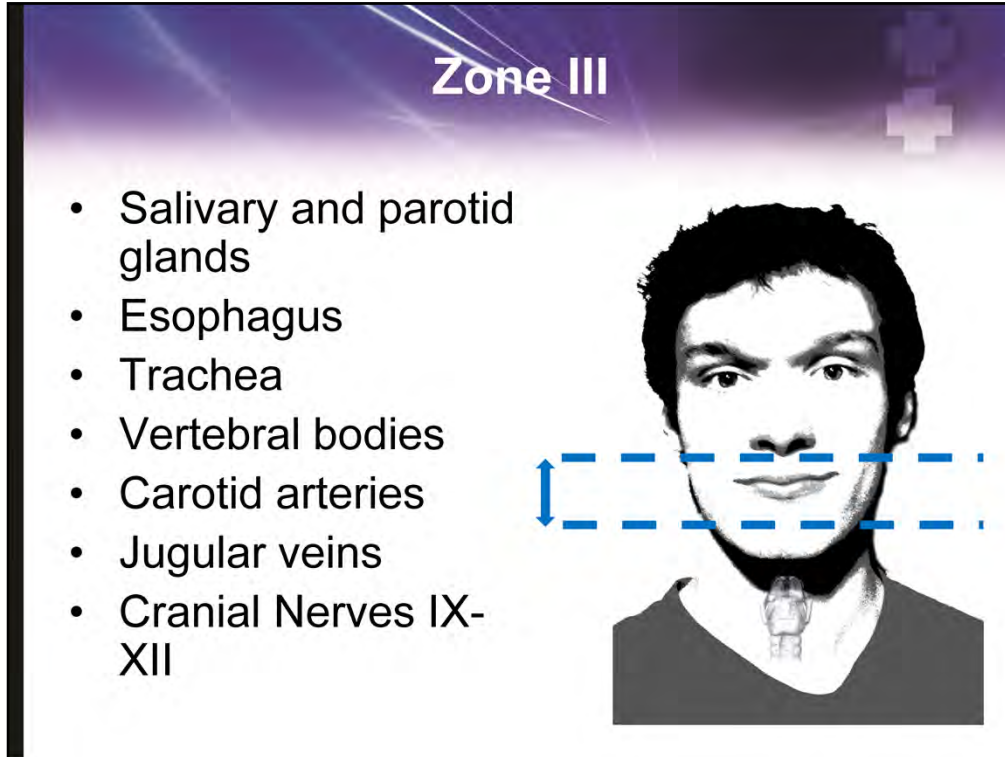 Zone III
• Salivary and parotid
glands
• Esophagus
• Trachea
• Vertebral bodies
• Carotid arteries
• Jugular veins
• Cranial Nerves IX-
XII